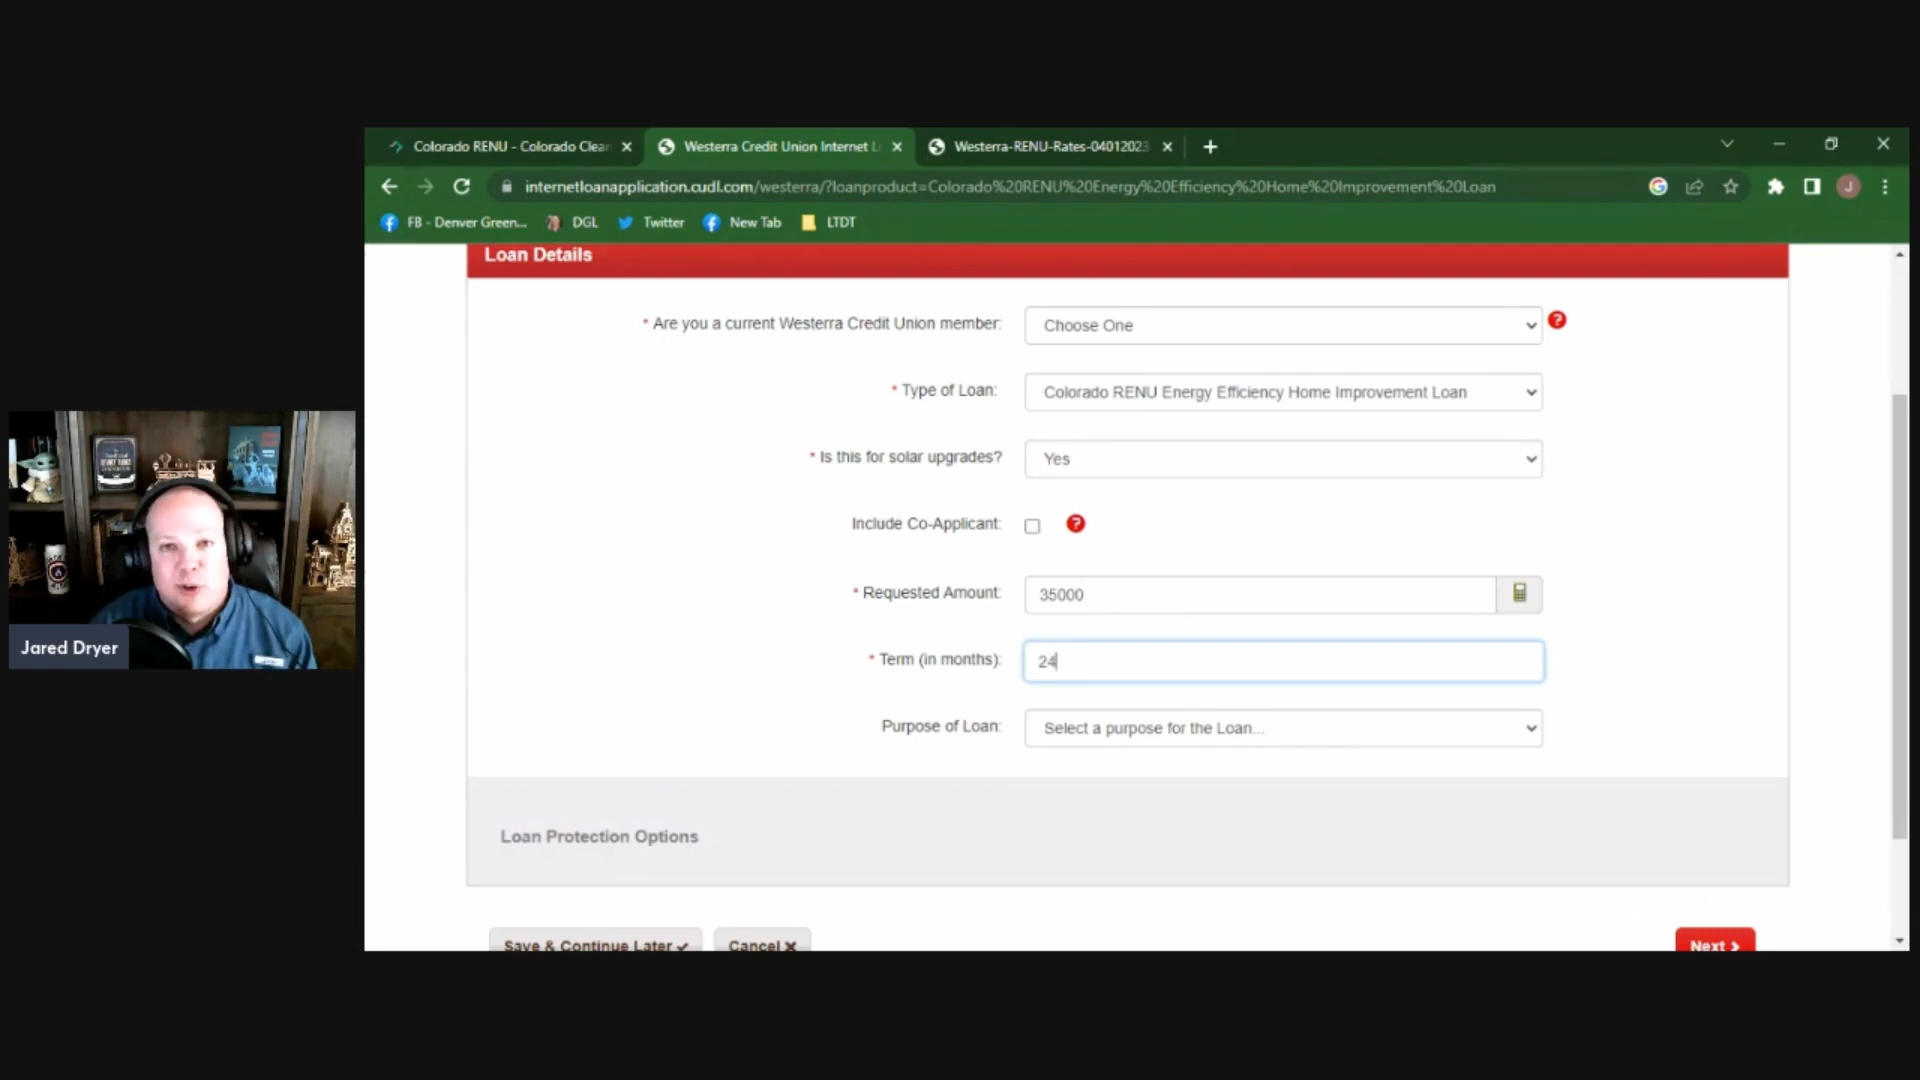 Colorado RENU - Colorado Clea
Westerra Credit Union Internet L
Westerra-RENU-Rates-04012023
internetloanapplication.cudl.com/westerra/?loanproduct=Colorado%20RENU%20Energy%20Efficiency%20Home%20Improvement%20Loan
J
FB - Denver Green... DGL Twitter New Tab LTDT
Loan Details
* Are you a current Westerra Credit Union member: Choose One ?
* Type of Loan: Colorado RENU Energy Efficiency Home Improvement Loan
* Is this for solar upgrades? Yes
Include Co-Applicant: ?
* Requested Amount: 35000
* Term (in months): 24
Purpose of Loan: Select a purpose for the Loan...
Loan Protection Options
Save & Continue Later Cancel Next
Jared Dryer